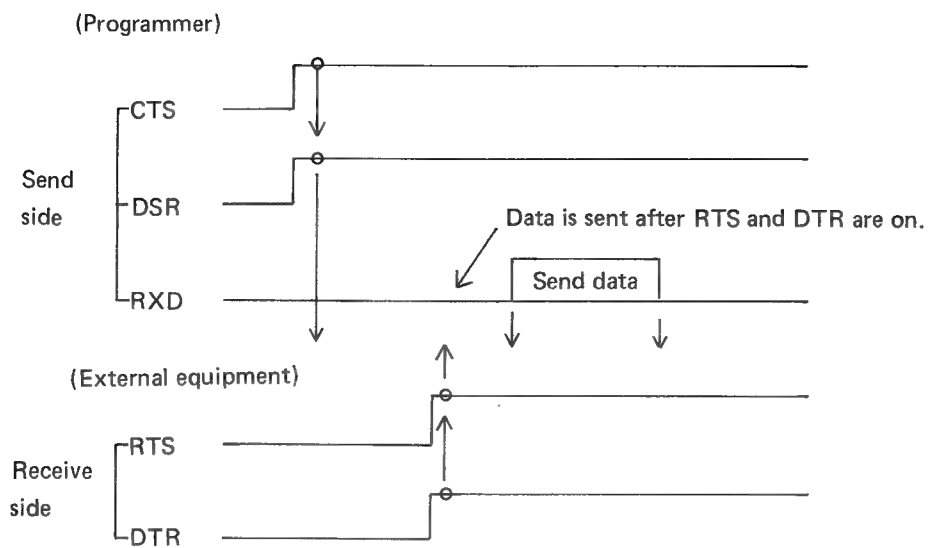 (Programmer)
CTS
Send
side
DSR
Data is sent after RTS and DTR are on.
Send data
RXD
(External equipment)
RTS
Receive
side
DTR